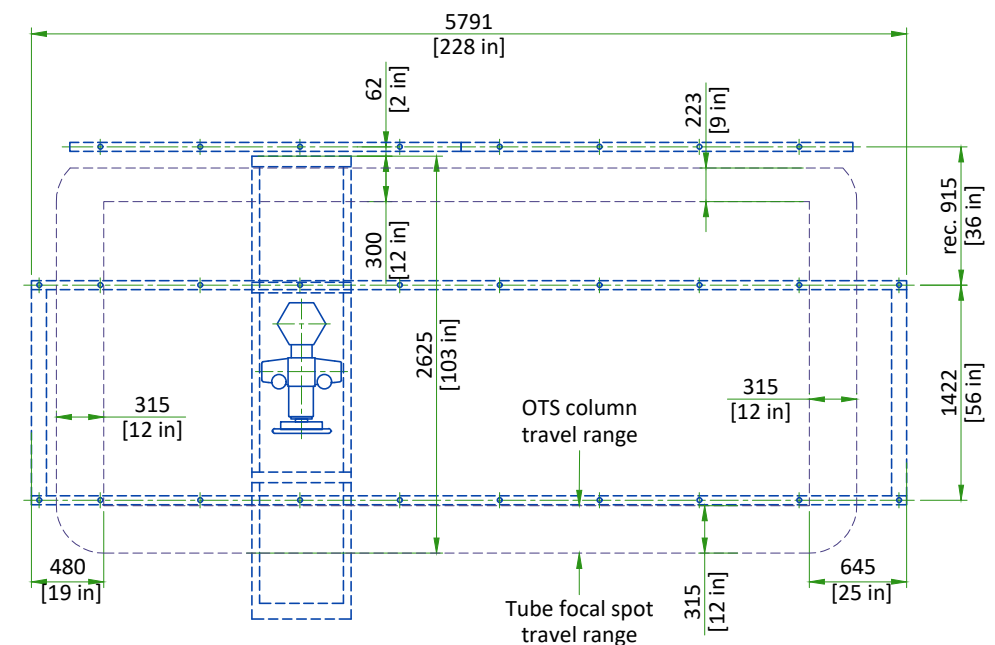 5791
[228 in]
62
[2 in]
223
[9 in]
rec. 915
[36 in]
300
[12 in]
2625
[103 in]
1422
[56 in]
315
[12 in]
315
[12 in]
OTS column
travel range
480
[19 in]
Tube focal spot
travel range
315
[12 in]
645
[25 in]